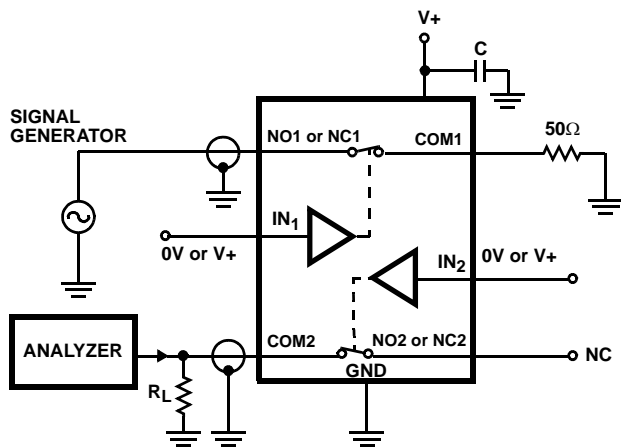 V+
C
SIGNAL
GENERATOR
NO1 or NC1
COM1
50Ω
IN1
0V or V+
IN2
0V or V+
ANALYZER
COM2
NO2 or NC2
NC
GND
RL